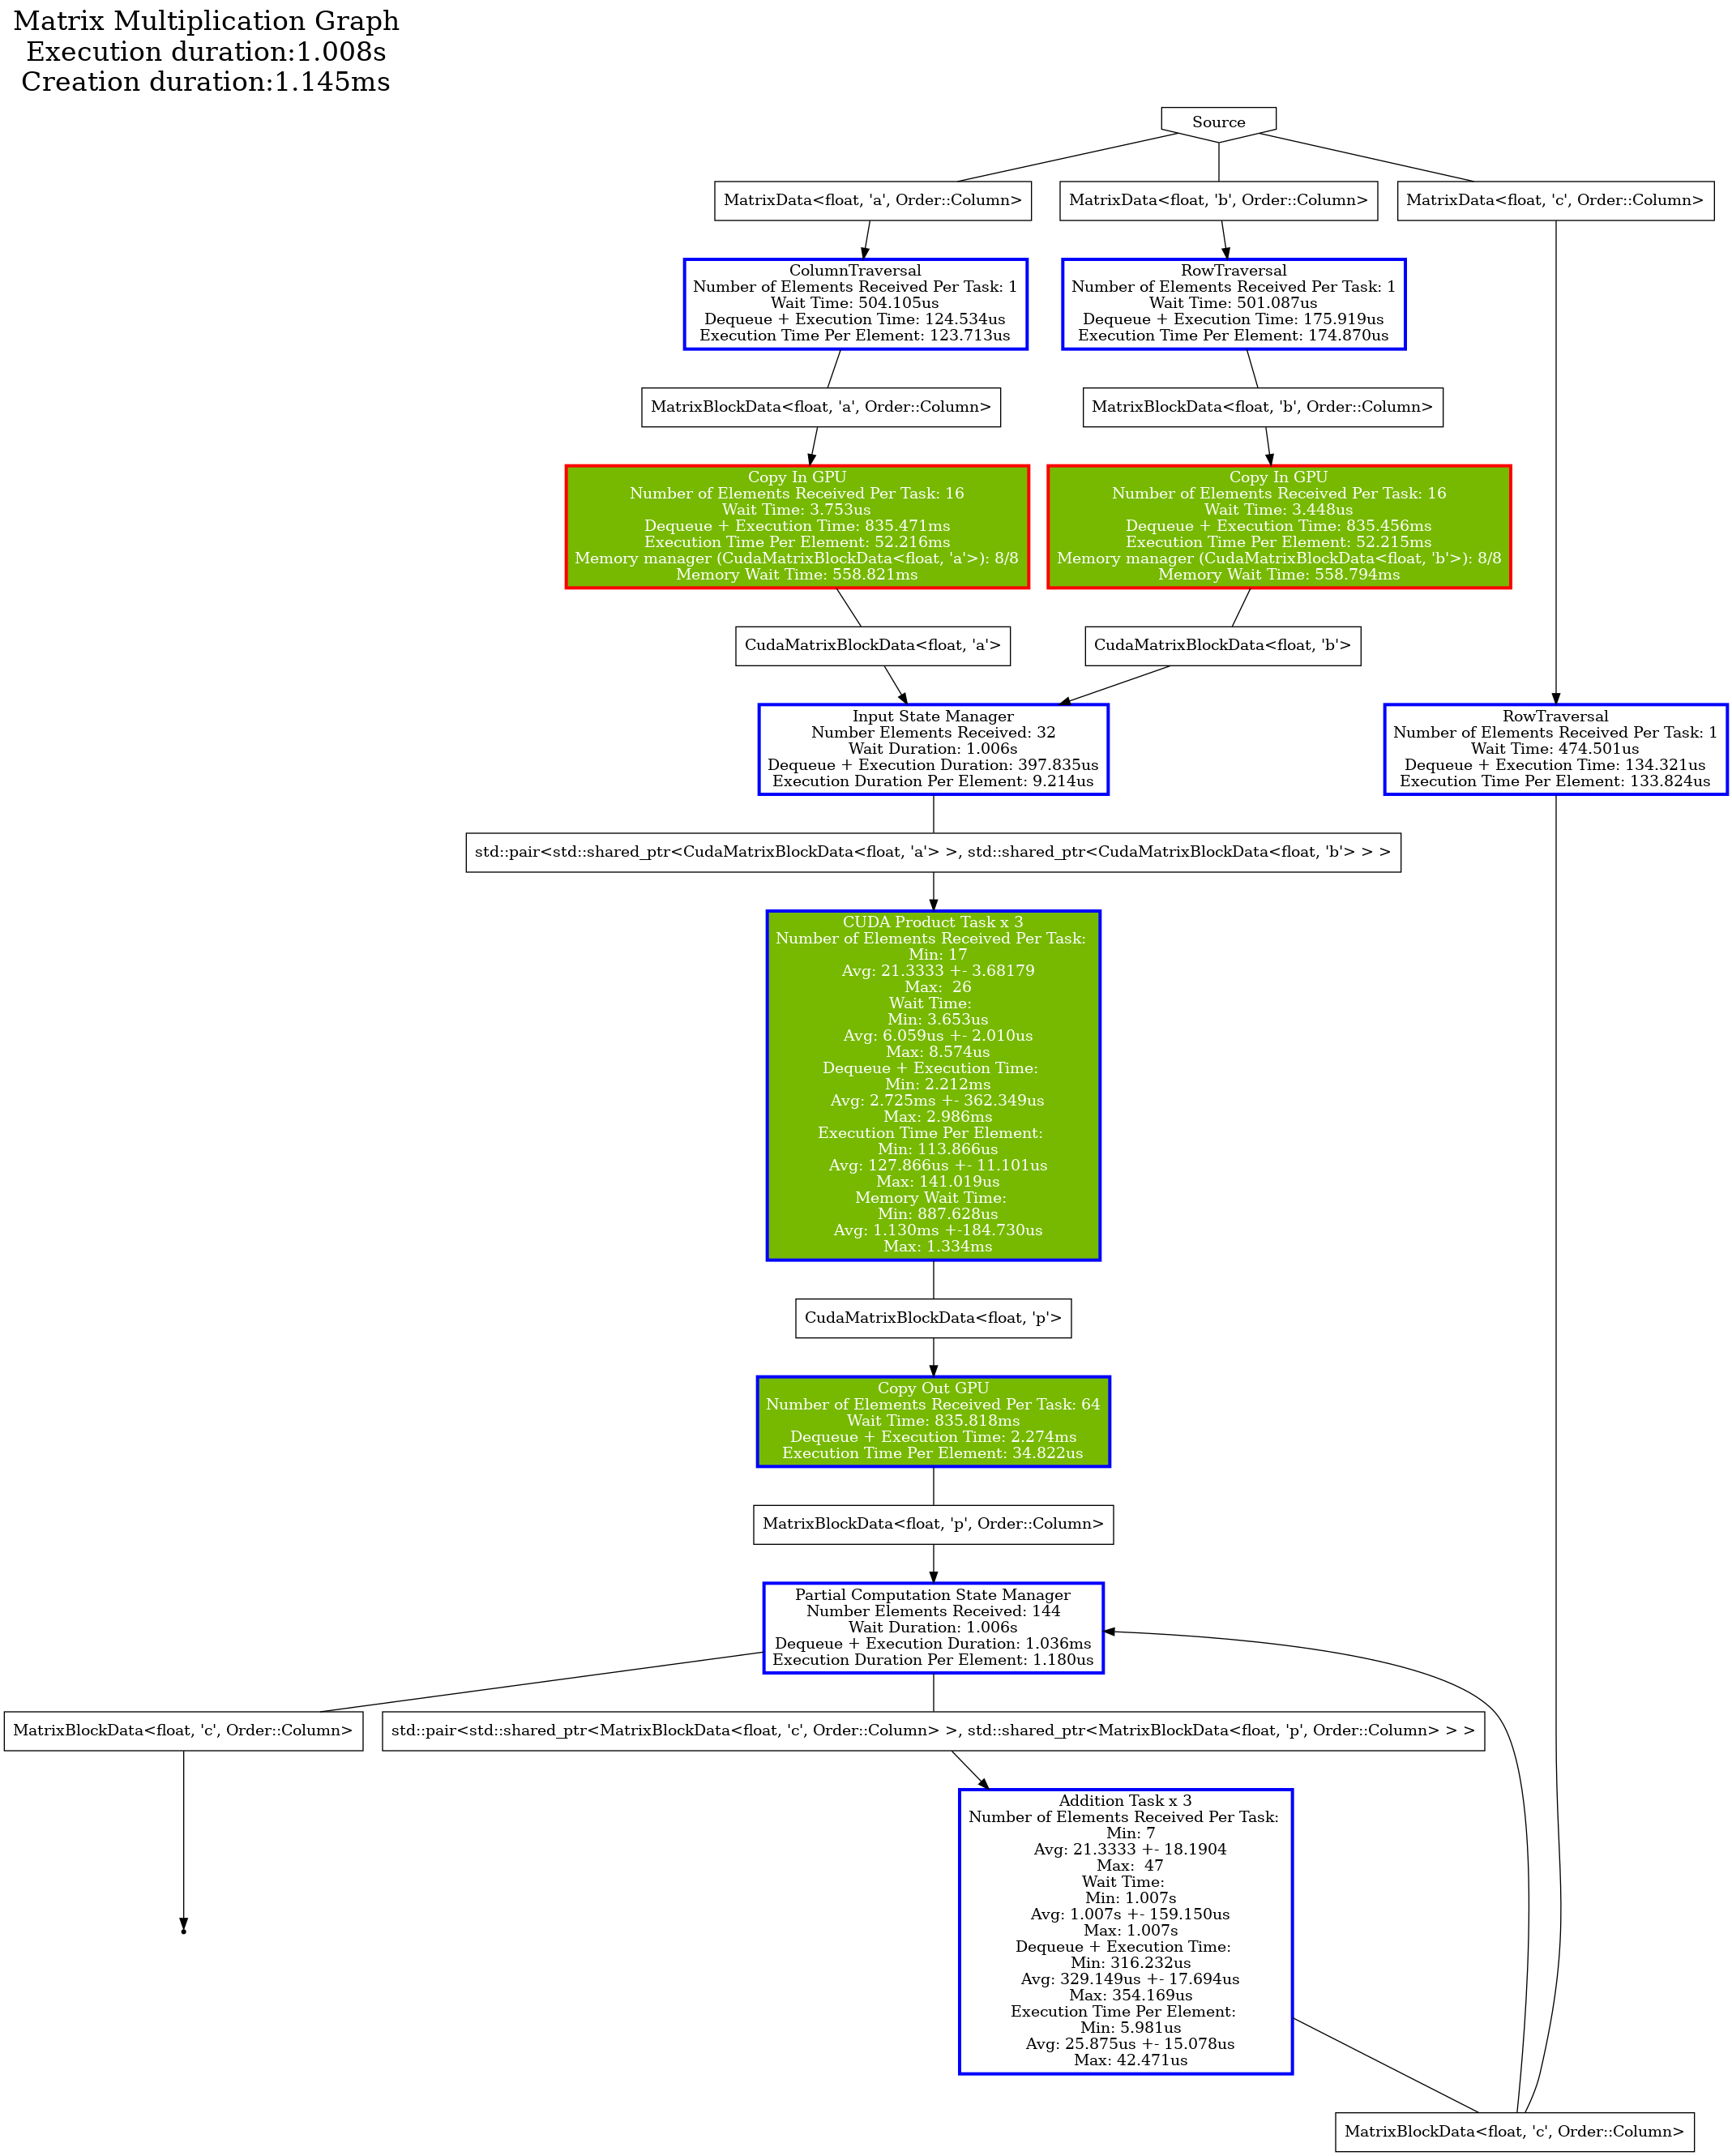 Matrix Multiplication Graph
Execution duration:1.008s
Creation duration:1.145ms
Source
MatrixData<float, 'a', Order::Column>
MatrixData<float, 'b', Order::Column>
MatrixData<float, 'c', Order::Column>
ColumnTraversal
Number of Elements Received Per Task: 1
Wait Time: 504.105us
Dequeue + Execution Time: 124.534us
Execution Time Per Element: 123.713us
RowTraversal
Number of Elements Received Per Task: 1
Wait Time: 501.087us
Dequeue + Execution Time: 175.919us
Execution Time Per Element: 174.870us
MatrixBlockData<float, 'a', Order::Column>
MatrixBlockData<float, 'b', Order::Column>
Copy In GPU
Number of Elements Received Per Task: 16
Wait Time: 3.753us
Dequeue + Execution Time: 835.471ms
Execution Time Per Element: 52.216ms
Memory manager (CudaMatrixBlockData<float, 'a'>): 8/8
Memory Wait Time: 558.821ms
Copy In GPU
Number of Elements Received Per Task: 16
Wait Time: 3.448us
Dequeue + Execution Time: 835.456ms
Execution Time Per Element: 52.215ms
Memory manager (CudaMatrixBlockData<float, 'b'>): 8/8
Memory Wait Time: 558.794ms
CudaMatrixBlockData<float, 'a'>
CudaMatrixBlockData<float, 'b'>
Input State Manager
Number Elements Received: 32
Wait Duration: 1.006s
Dequeue + Execution Duration: 397.835us
Execution Duration Per Element: 9.214us
RowTraversal
Number of Elements Received Per Task: 1
Wait Time: 474.501us
Dequeue + Execution Time: 134.321us
Execution Time Per Element: 133.824us
std::pair<std::shared_ptr<CudaMatrixBlockData<float, 'a'> >, std::shared_ptr<CudaMatrixBlockData<float, 'b'> > >
CUDA Product Task x 3
Number of Elements Received Per Task:
Min: 17
Avg: 21.3333 +- 3.68179
Max:  26
Wait Time:
Min: 3.653us
Avg: 6.059us +- 2.010us
Max: 8.574us
Dequeue + Execution Time:
Min: 2.212ms
Avg: 2.725ms +- 362.349us
Max: 2.986ms
Execution Time Per Element:
Min: 113.866us
Avg: 127.866us +- 11.101us
Max: 141.019us
Memory Wait Time:
Min: 887.628us
Avg: 1.130ms +-184.730us
Max: 1.334ms
CudaMatrixBlockData<float, 'p'>
Copy Out GPU
Number of Elements Received Per Task: 64
Wait Time: 835.818ms
Dequeue + Execution Time: 2.274ms
Execution Time Per Element: 34.822us
MatrixBlockData<float, 'p', Order::Column>
Partial Computation State Manager
Number Elements Received: 144
Wait Duration: 1.006s
Dequeue + Execution Duration: 1.036ms
Execution Duration Per Element: 1.180us
MatrixBlockData<float, 'c', Order::Column>
std::pair<std::shared_ptr<MatrixBlockData<float, 'c', Order::Column> >, std::shared_ptr<MatrixBlockData<float, 'p', Order::Column> > >
Addition Task x 3
Number of Elements Received Per Task:
Min: 7
Avg: 21.3333 +- 18.1904
Max:  47
Wait Time:
Min: 1.007s
Avg: 1.007s +- 159.150us
Max: 1.007s
Dequeue + Execution Time:
Min: 316.232us
Avg: 329.149us +- 17.694us
Max: 354.169us
Execution Time Per Element:
Min: 5.981us
Avg: 25.875us +- 15.078us
Max: 42.471us
MatrixBlockData<float, 'c', Order::Column>